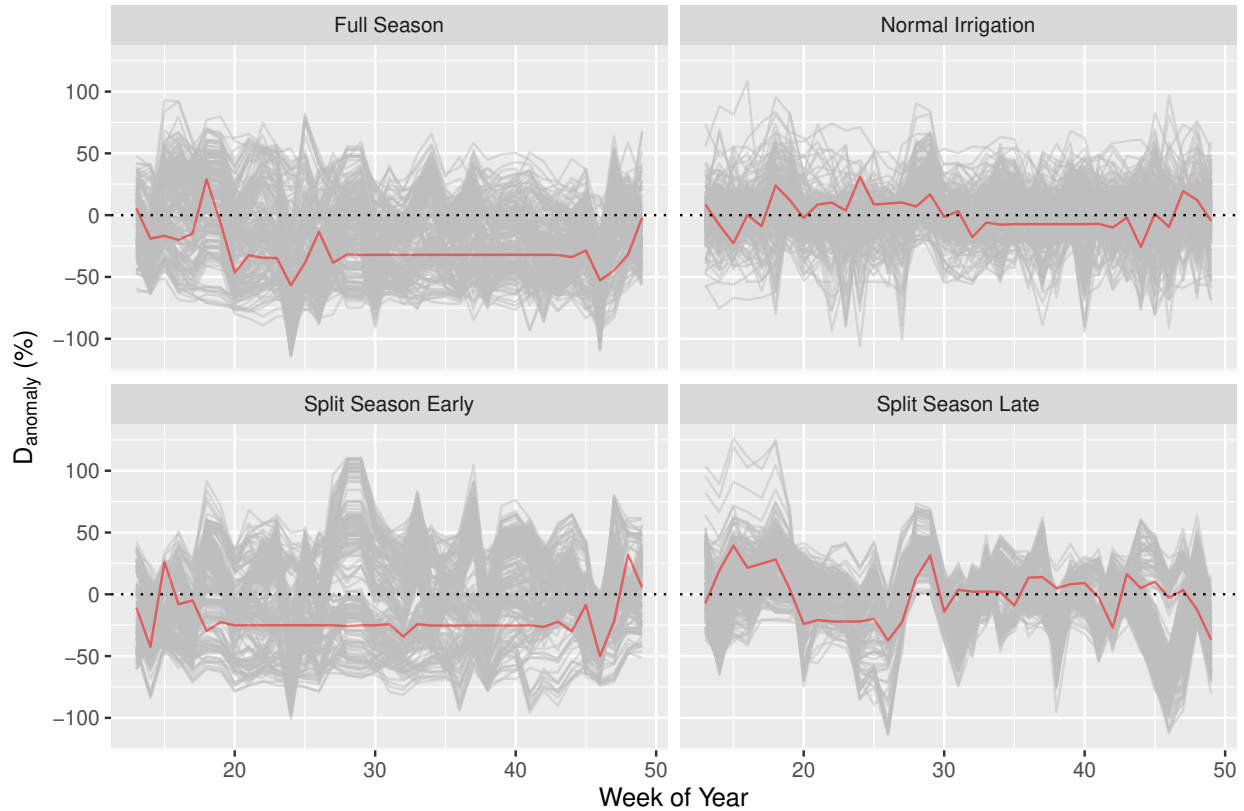 Full Season
Normal Irrigation
100
50
0
−50
−100
Split Season Early
Split Season Late
100
50
0
−50
−100
20 30 40 50
20 30 40 50
Week of Year
Danomaly (%)